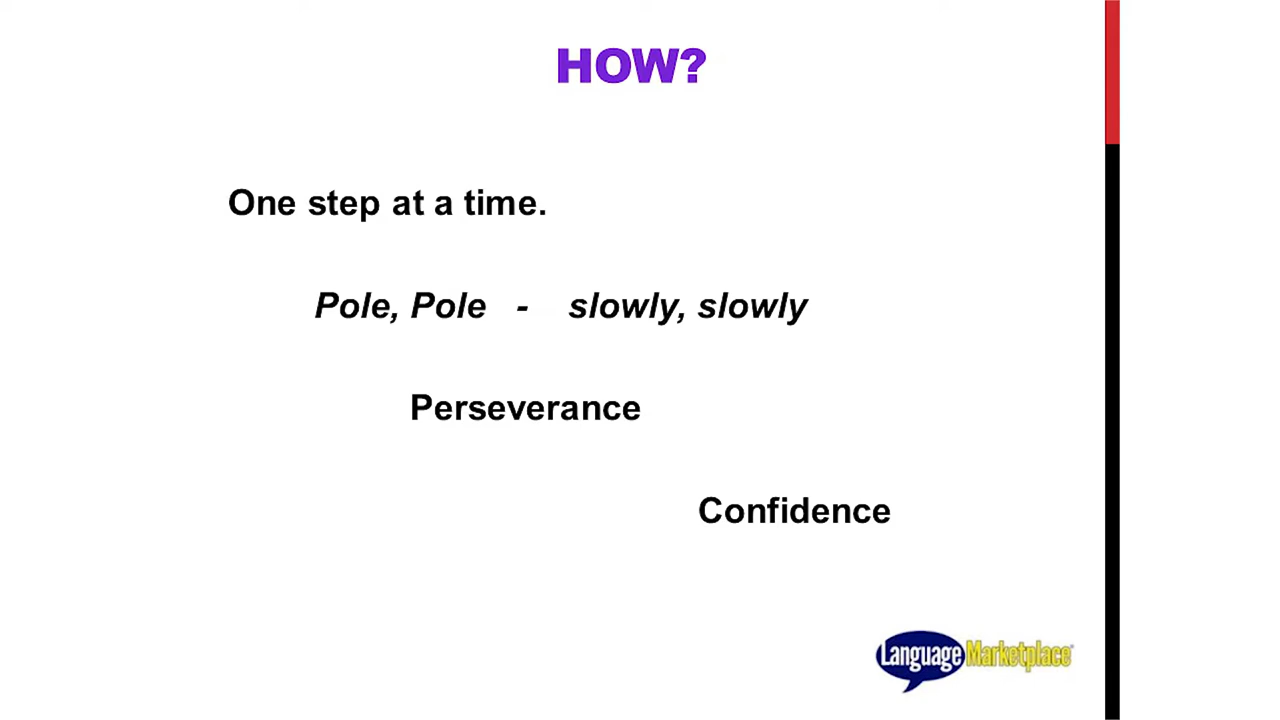 HOW?
One step at a time.
Pole, Pole - slowly, slowly
Perseverance
Confidence
Language Marketplace